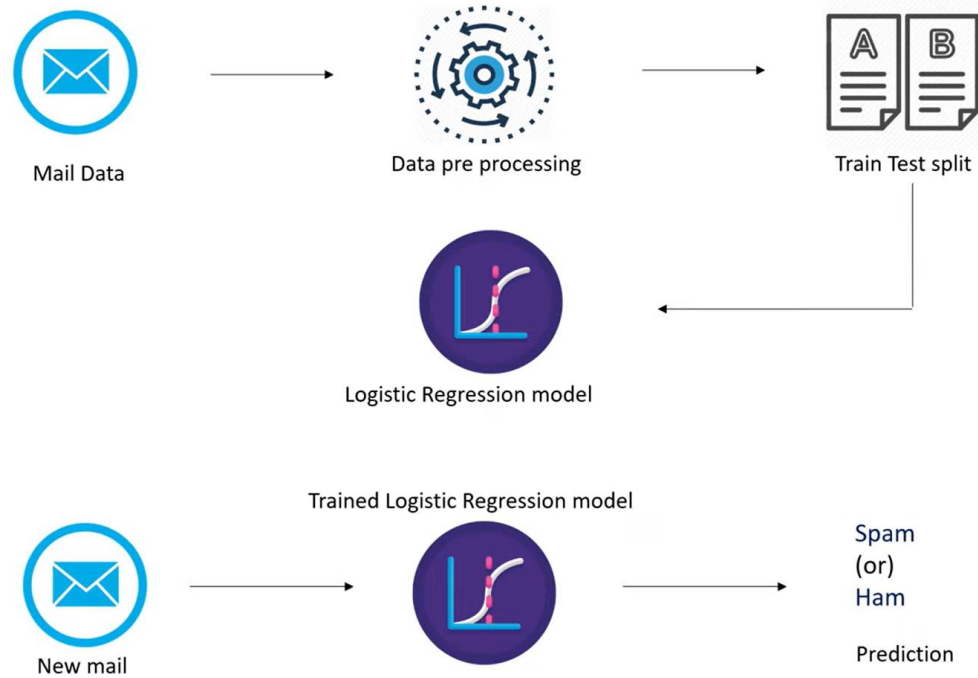 A
B
Mail Data
Data pre processing
Train Test split
Logistic Regression model
Trained Logistic Regression model
New mail
Spam
(or)
Ham
Prediction